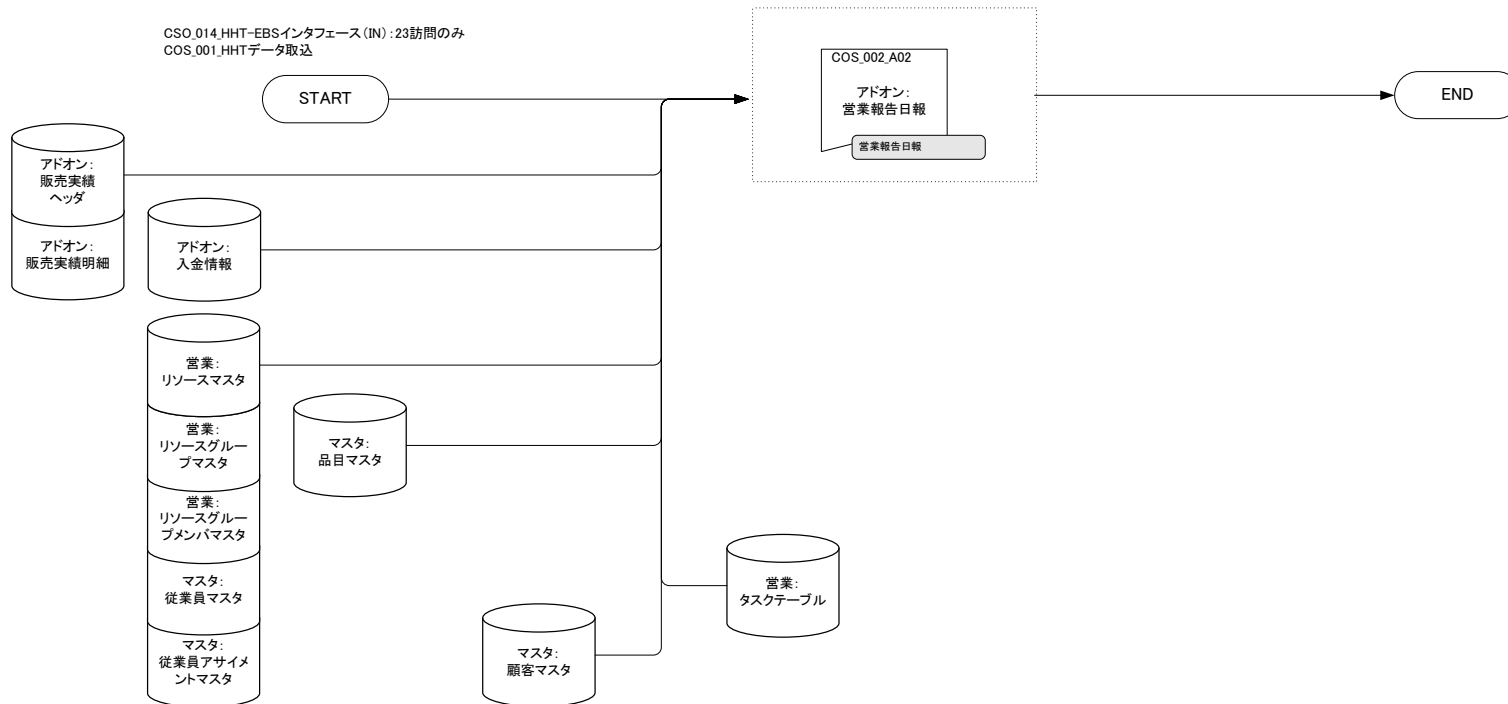 CSO_014_HHT-EBSインタフェース(IN):23訪問のみ
COS_001_HHTデータ取込
START
COS_002_A02
アドオン:
営業報告日報
営業報告日報
END
アドオン:
販売実績
ヘッダ
アドオン:
販売実績明細
アドオン:
入金情報
営業:
リソースマスタ
営業:
リソースグルー
プマスタ
営業:
リソースグルー
プメンバマスタ
マスタ:
従業員マスタ
マスタ:
従業員アサイメ
ントマスタ
マスタ:
品目マスタ
マスタ:
顧客マスタ
営業:
タスクテーブル